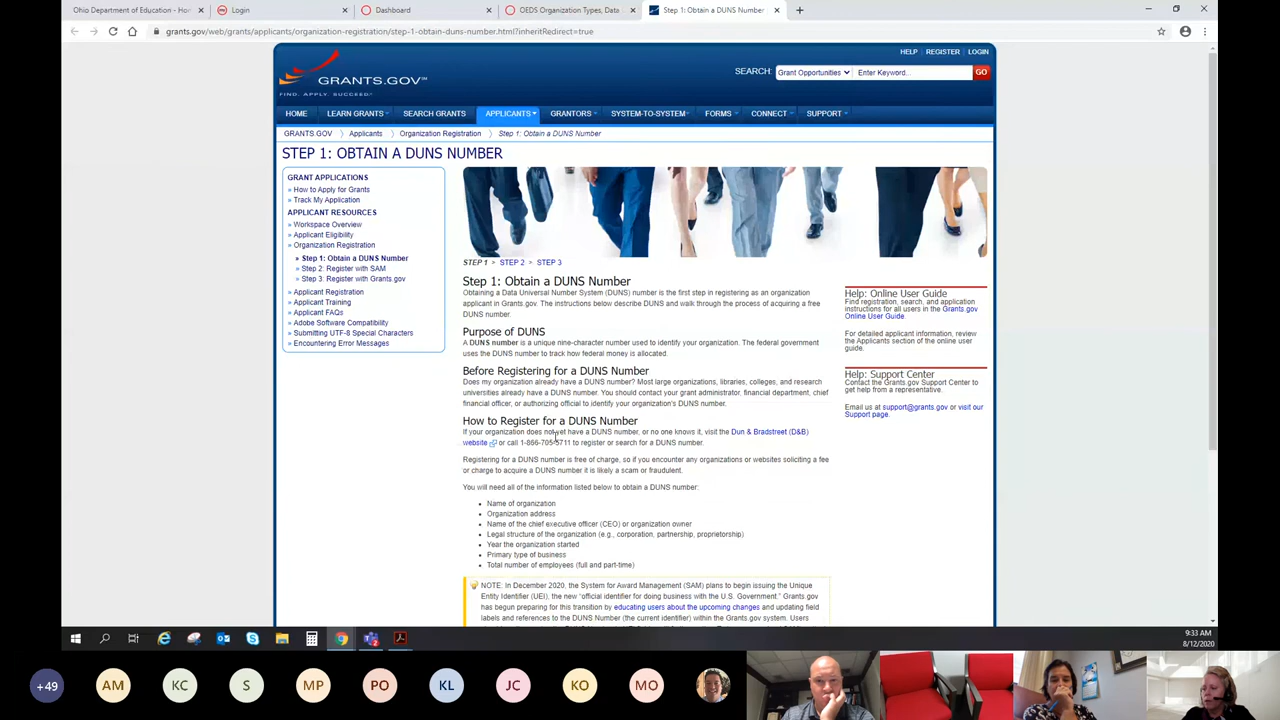 Ohio Department of Education - Ho
Login
Dashboard
OEDS Organization Types, Data
Step 1: Obtain a DUNS Number
grants.gov/web/grants/applicants/organization-registration/step-1-obtain-duns-number.html?inheritRedirect=true
HELP REGISTER LOGIN
GRANTS.GOV
FIND. APPLY. SUCCEED.
SEARCH: Grant Opportunities Enter Keyword... GO
HOME LEARN GRANTS SEARCH GRANTS APPLICANTS GRANTORS SYSTEM-TO-SYSTEM FORMS CONNECT SUPPORT
GRANTS.GOV Applicants Organization Registration Step 1: Obtain a DUNS Number
STEP 1: OBTAIN A DUNS NUMBER
GRANT APPLICATIONS
» How to Apply for Grants
» Track My Application
APPLICANT RESOURCES
» Workspace Overview
» Applicant Eligibility
» Organization Registration
» Step 1: Obtain a DUNS Number
» Step 2: Register with SAM
» Step 3: Register with Grants.gov
» Applicant Registration
» Applicant Training
» Applicant FAQs
» Adobe Software Compatibility
» Submitting UTF-8 Special Characters
» Encountering Error Messages
STEP 1 > STEP 2 > STEP 3
Step 1: Obtain a DUNS Number
Obtaining a Data Universal Number System (DUNS) number is the first step in registering as an organization
applicant in Grants.gov. The instructions below describe DUNS and walk through the process of acquiring a free
DUNS number.
Purpose of DUNS
A DUNS number is a unique nine-character number used to identify your organization. The federal government
uses the DUNS number to track how federal money is allocated.
Before Registering for a DUNS Number
Does my organization already have a DUNS number? Most large organizations, libraries, colleges, and research
universities already have a DUNS number. You should contact your grant administrator, financial department, chief
financial officer, or authorizing official to identify your organization's DUNS number.
How to Register for a DUNS Number
If your organization does not yet have a DUNS number, or no one knows it, visit the Dun & Bradstreet (D&B)
website or call 1-866-705-5711 to register or search for a DUNS number.
Registering for a DUNS number is free of charge, so if you encounter any organizations or websites soliciting a fee
or charge to acquire a DUNS number it is likely a scam or fraudulent.
You will need all of the information listed below to obtain a DUNS number:
• Name of organization
• Organization address
• Name of the chief executive officer (CEO) or organization owner
• Legal structure of the organization (e.g., corporation, partnership, proprietorship)
• Year the organization started
• Primary type of business
• Total number of employees (full and part-time)
NOTE: In December 2020, the System for Award Management (SAM) plans to begin issuing the Unique
Entity Identifier (UEI), the new "official identifier for doing business with the U.S. Government." Grants.gov
has begun preparing for this transition by educating users about the upcoming changes and updating field
labels and references to the DUNS Number (the current identifier) within the Grants.gov system. Users
Help: Online User Guide
Find registration, search, and application
instructions for all users in the Grants.gov
Online User Guide.
For detailed applicant information, review
the Applicants section of the online user
guide.
Help: Support Center
Contact the Grants.gov Support Center to
get help from a representative.
Email us at support@grants.gov or visit our
Support page.
9:33 AM
8/12/2020
+49 AM KC S MP PO KL JC KO MO